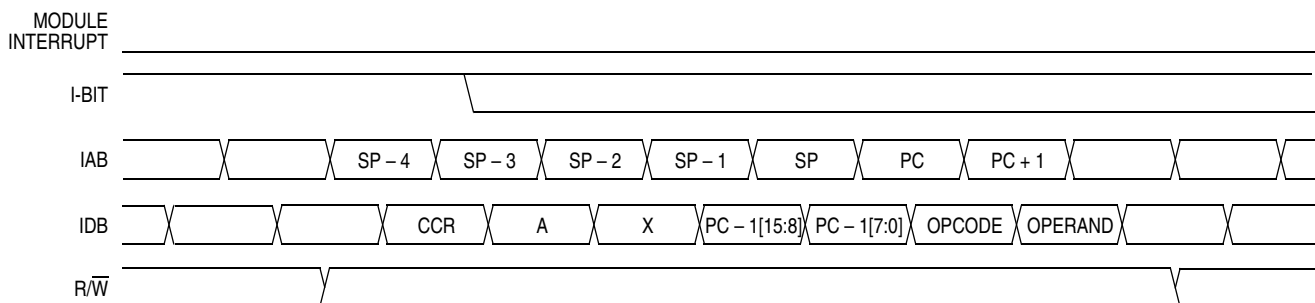 MODULE
INTERRUPT
I-BIT
IAB SP – 4 SP – 3 SP – 2 SP – 1 SP PC PC + 1
IDB CCR A X PC – 1[15:8] PC – 1[7:0] OPCODE OPERAND
R/W̅